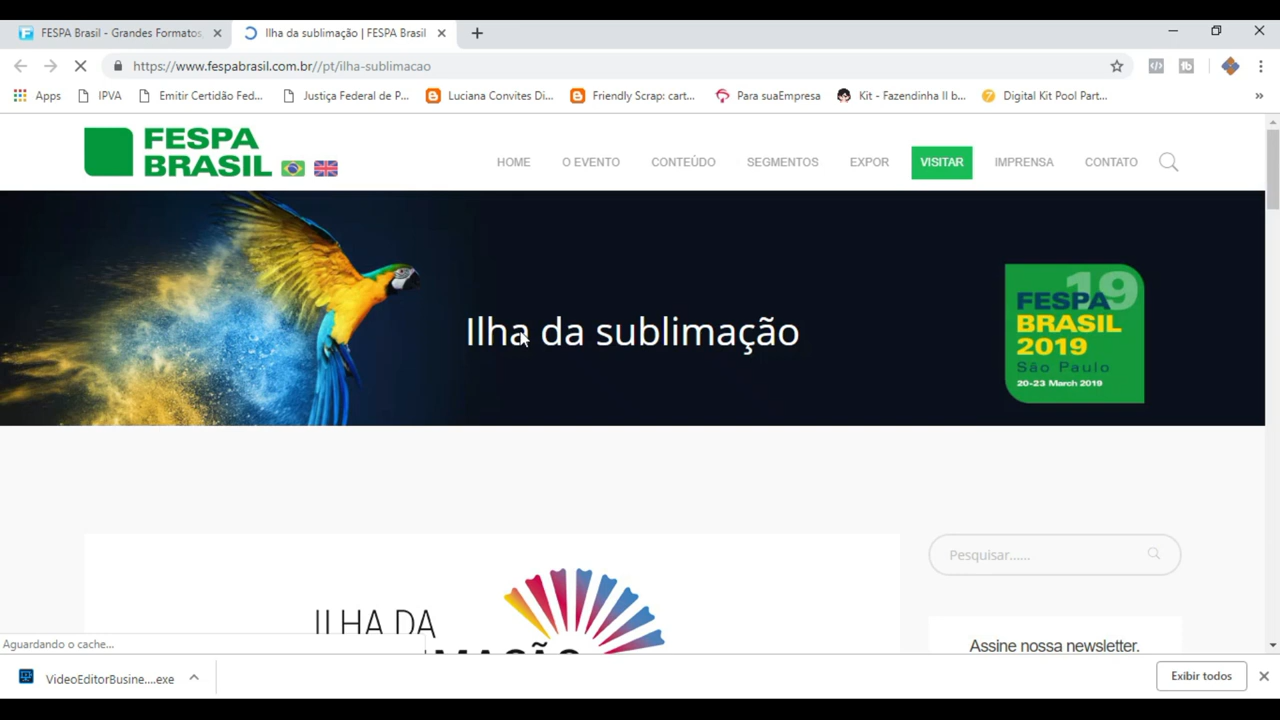 FESPA Brasil - Grandes Formatos,
Ilha da sublimação | FESPA Brasil
https://www.fespabrasil.com.br//pt/ilha-sublimacao
Apps
IPVA
Emitir Certidão Fed...
Justiça Federal de P...
Luciana Convites Di...
Friendly Scrap: cart...
Para suaEmpresa
Kit - Fazendinha II b...
Digital Kit Pool Part...
»
FESPA
BRASIL
HOME
O EVENTO
CONTEÚDO
SEGMENTOS
EXPOR
VISITAR
IMPRENSA
CONTATO
Ilha da sublimação
19
FESPA
BRASIL
2019
São Paulo
20-23 March 2019
Pesquisar......
ILHA DA
Assine nossa newsletter.
Aguardando o cache...
VideoEditorBusine....exe
Exibir todos